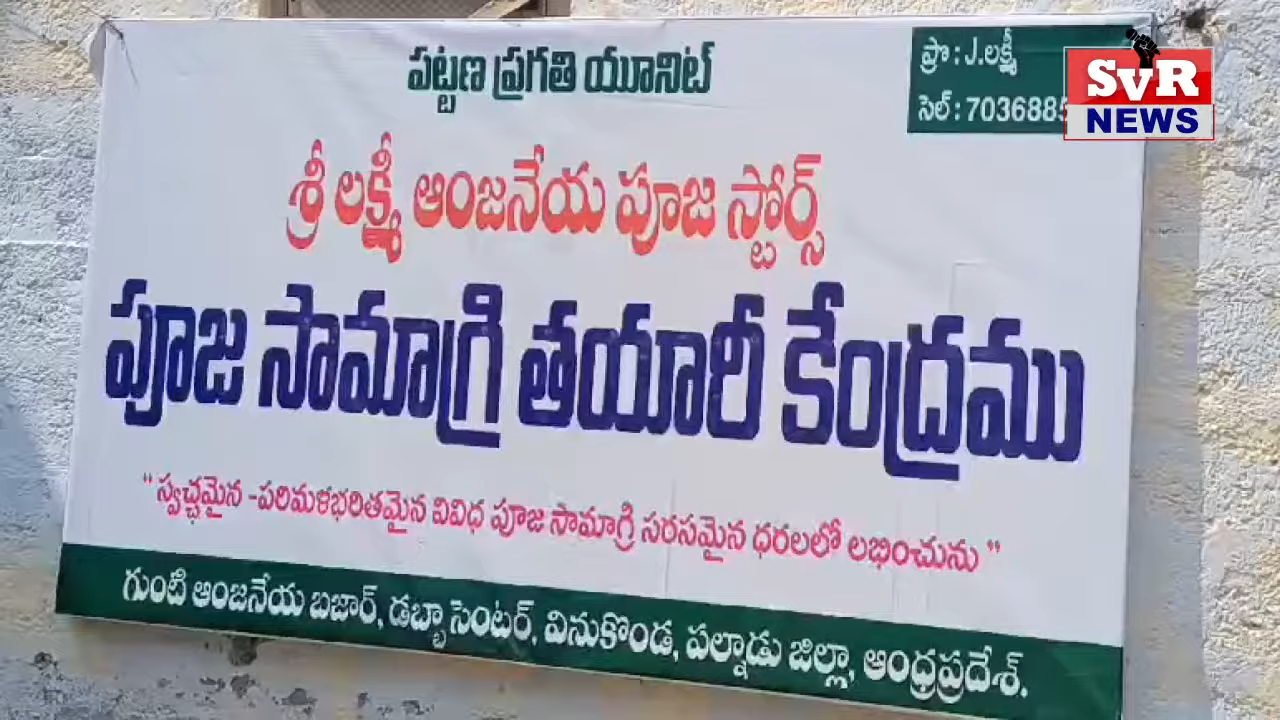 పట్టణ ప్రగతి యూనిట్
ప్రొ : J.లక్ష్మీ
సెల్ : 703688
SVR
NEWS
శ్రీ లక్ష్మీ ఆంజనేయ పూజ స్టోర్స్
పూజ సామాగ్రి తయారీ కేంద్రము
“ స్వచ్ఛమైన -పరిమళభరితమైన వివిధ పూజ సామాగ్రి సరసమైన ధరలలో లభించును ”
గుంటి ఆంజనేయ బజార్, డబ్బా సెంటర్, వినుకొండ, పల్నాడు జిల్లా, ఆంధ్రప్రదేశ్.